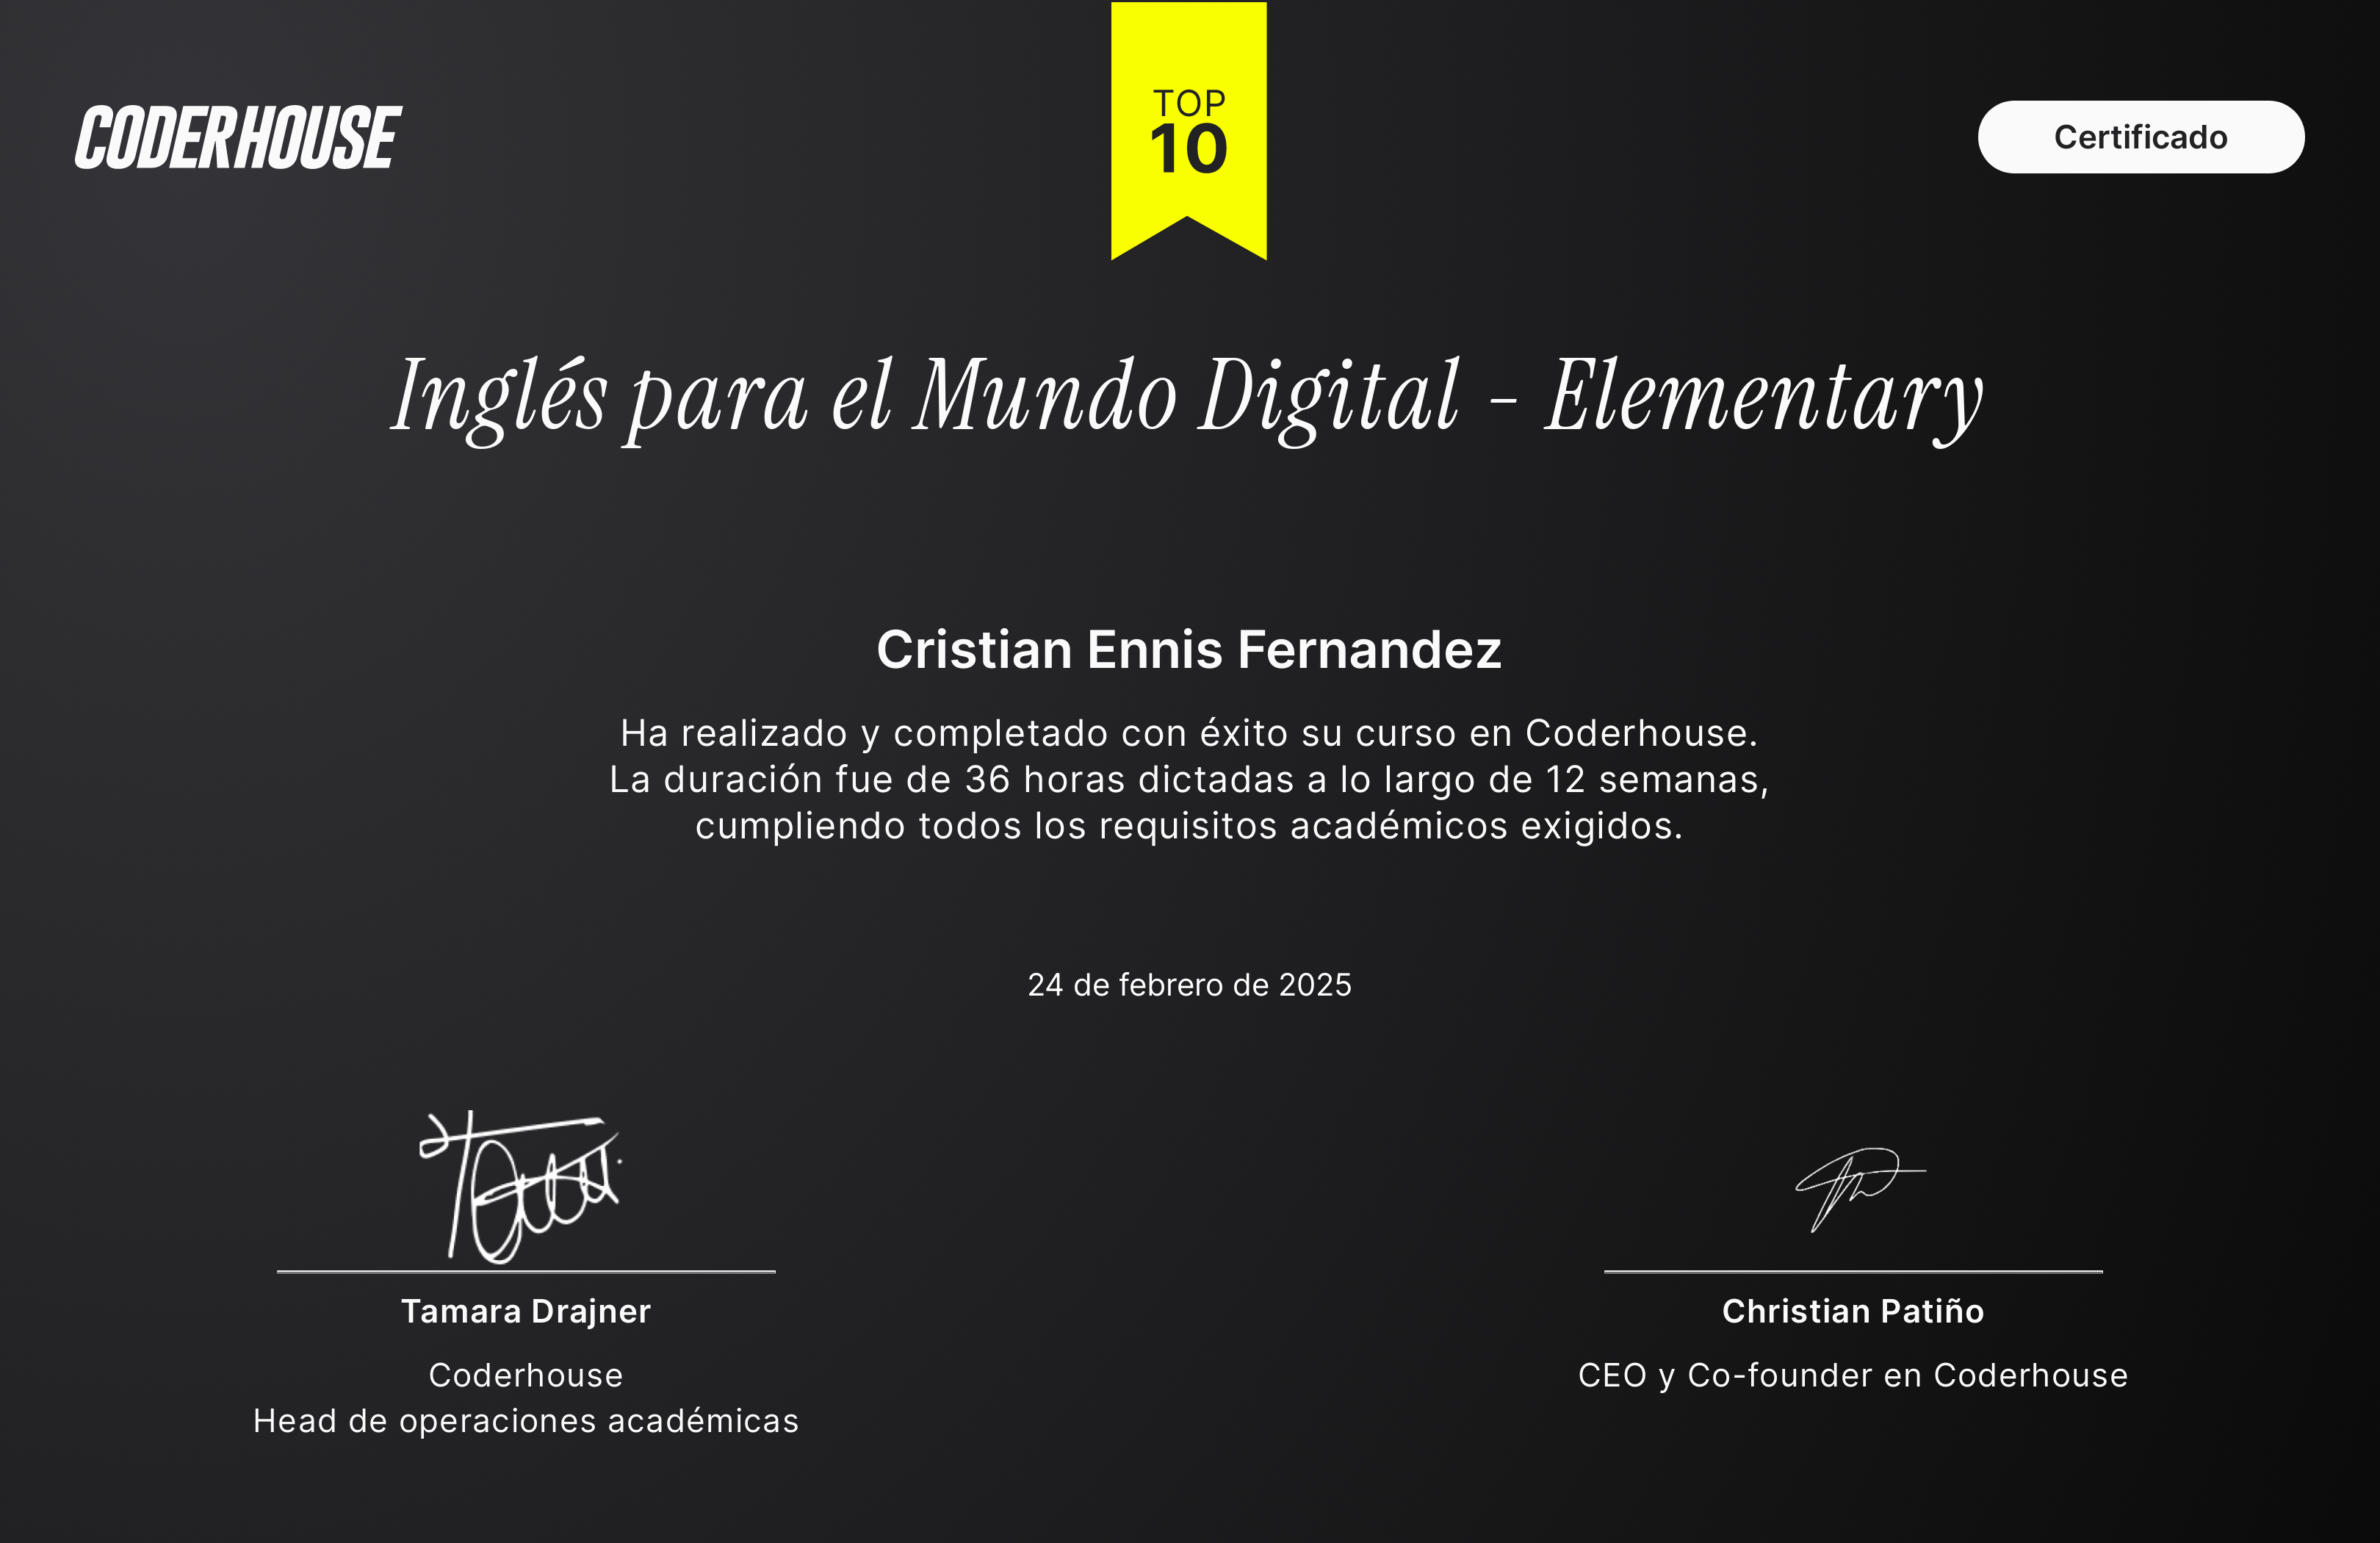 CODERHOUSE
TOP
10
Certificado
Inglés para el Mundo Digital - Elementary
Cristian Ennis Fernandez
Ha realizado y completado con éxito su curso en Coderhouse.
La duración fue de 36 horas dictadas a lo largo de 12 semanas,
cumpliendo todos los requisitos académicos exigidos.
24 de febrero de 2025
Tamara Drajner
Coderhouse
Head de operaciones académicas
Christian Patiño
CEO y Co-founder en Coderhouse